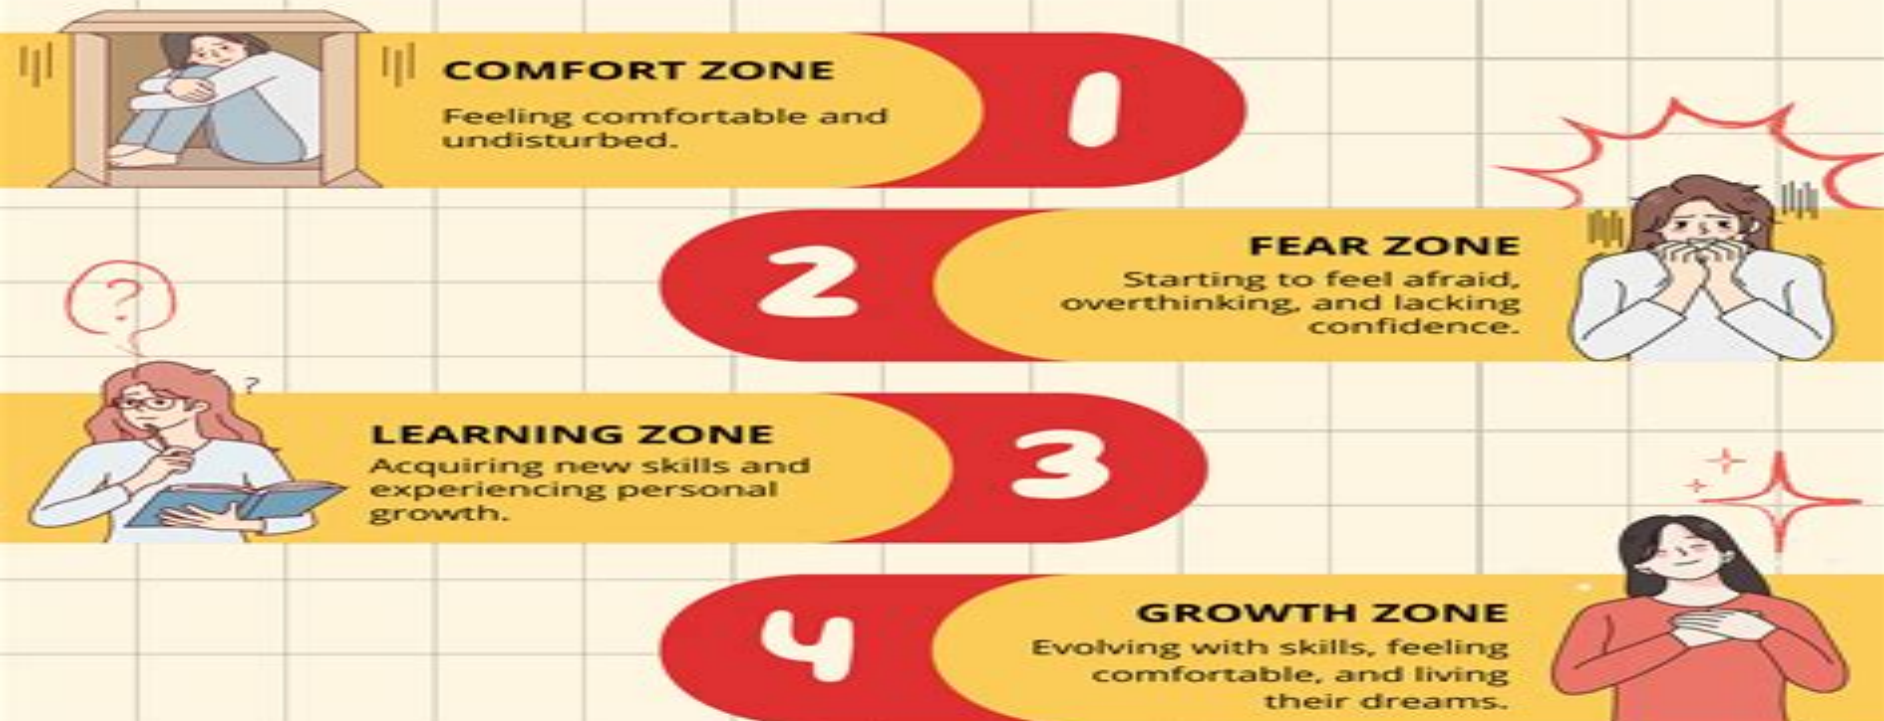 COMFORT ZONE
Feeling comfortable and
undisturbed.
1
2
FEAR ZONE
Starting to feel afraid,
overthinking, and lacking
confidence.
?
?
LEARNING ZONE
Acquiring new skills and
experiencing personal
growth.
3
4
GROWTH ZONE
Evolving with skills, feeling
comfortable, and living
their dreams.